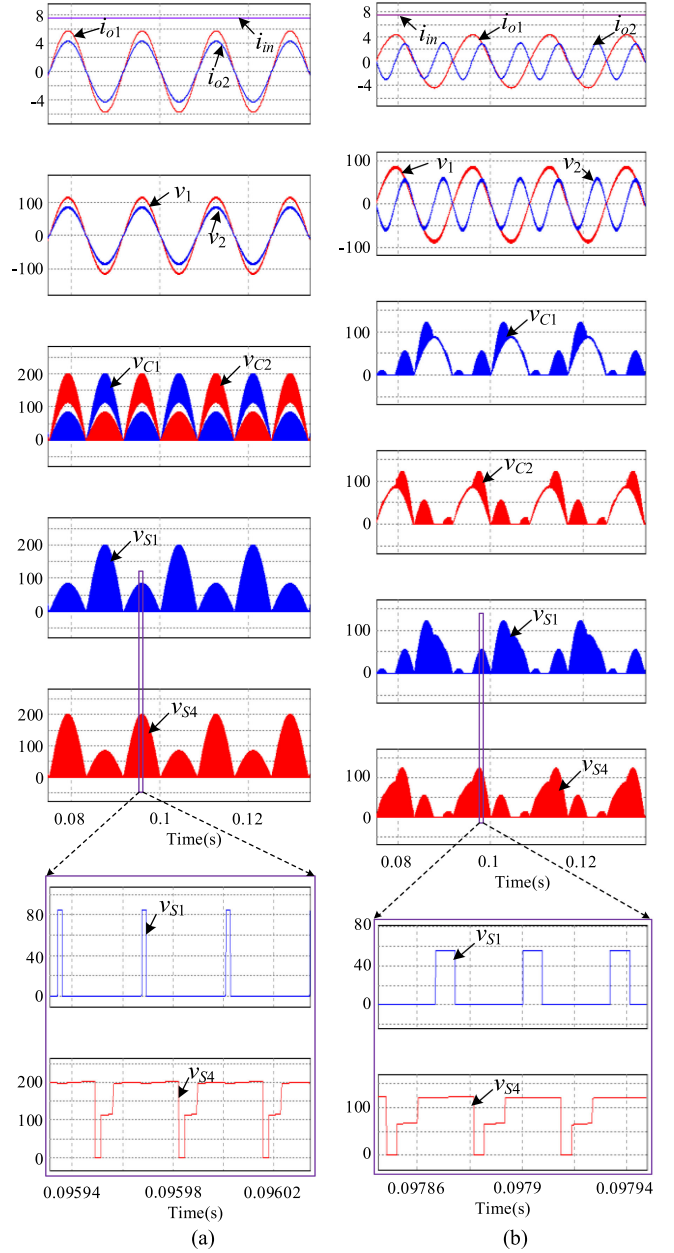 8
4
0
-4
io1
iin
io2
100
0
-100
v1
v2
200
100
0
vC1
vC2
200
100
0
vS1
200
100
0
vS4
0.08
0.1
0.12
Time(s)
80
40
0
vS1
200
100
0
vS4
0.09594
0.09598
0.09602
Time(s)
(a)
8
4
0
-4
iin
io1
io2
100
0
-100
v1
v2
100
0
vC1
100
0
vC2
100
0
vS1
100
0
vS4
0.08
0.1
0.12
Time(s)
80
40
0
vS1
100
0
vS4
0.09786
0.0979
0.09794
Time(s)
(b)